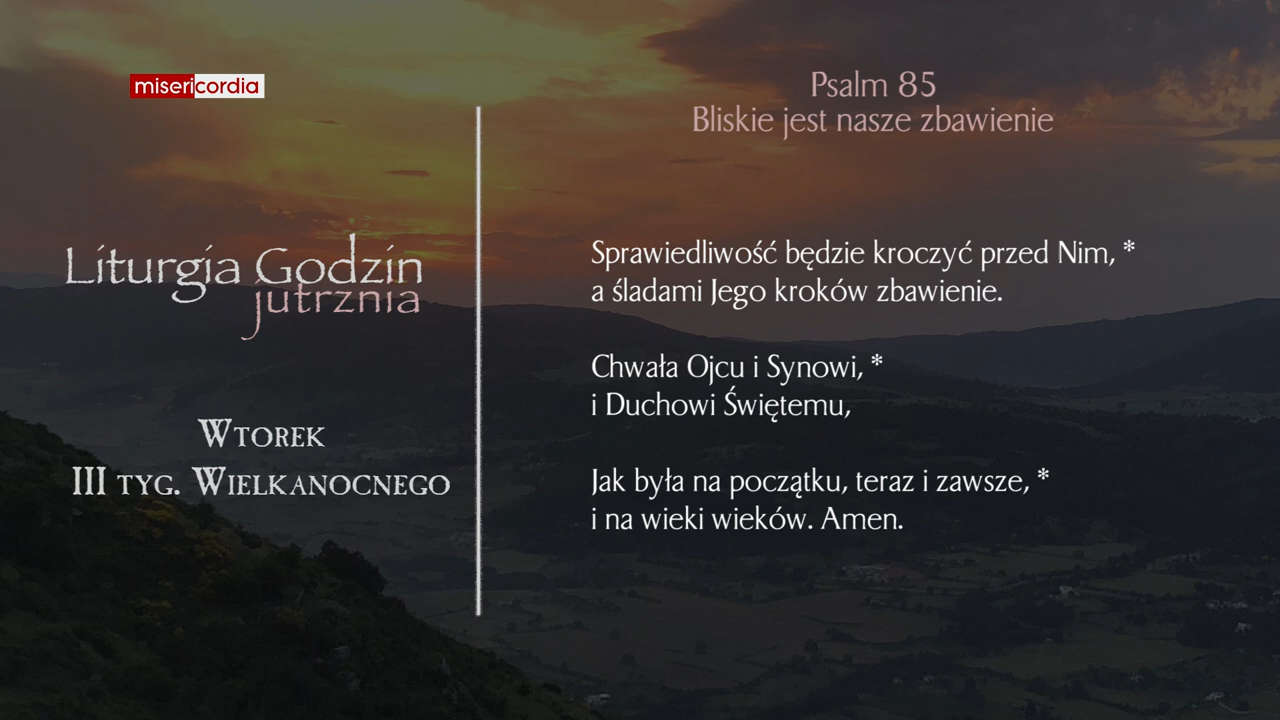 misericordia
Liturgia Godzin
jutrznia
Wtorek
III tyg. Wielkanocnego
Psalm 85
Bliskie jest nasze zbawienie
Sprawiedliwość będzie kroczyć przed Nim, *
a śladami Jego kroków zbawienie.
Chwała Ojcu i Synowi, *
i Duchowi Świętemu,
Jak była na początku, teraz i zawsze, *
i na wieki wieków. Amen.